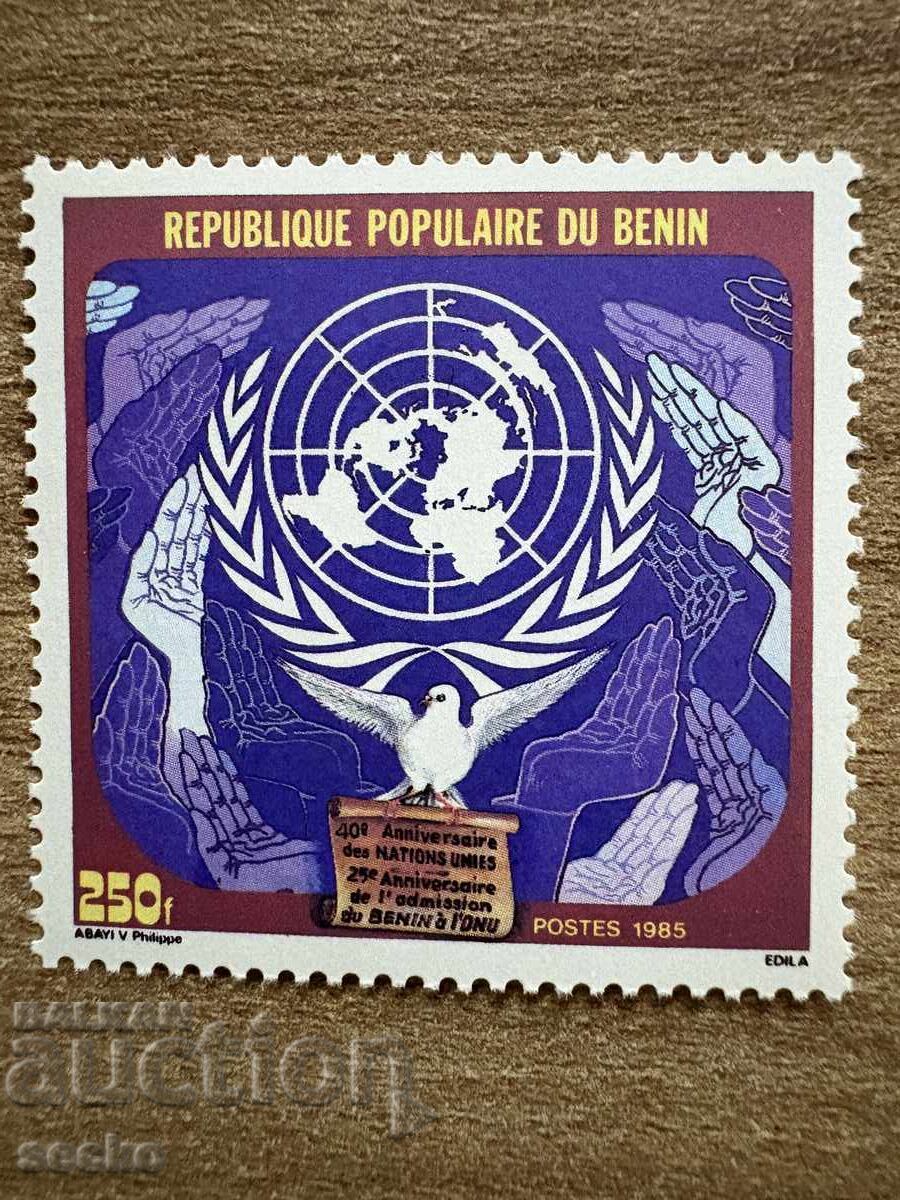 REPUBLIQUE POPULAIRE DU BENIN
40e Anniversaire
des NATIONS UNIES
25e Anniversaire
de l'admission
du BENIN à l'ONU
250f
POSTES 1985
ABAYI V Philippe
EDILA
BALKAN
auction
seeko